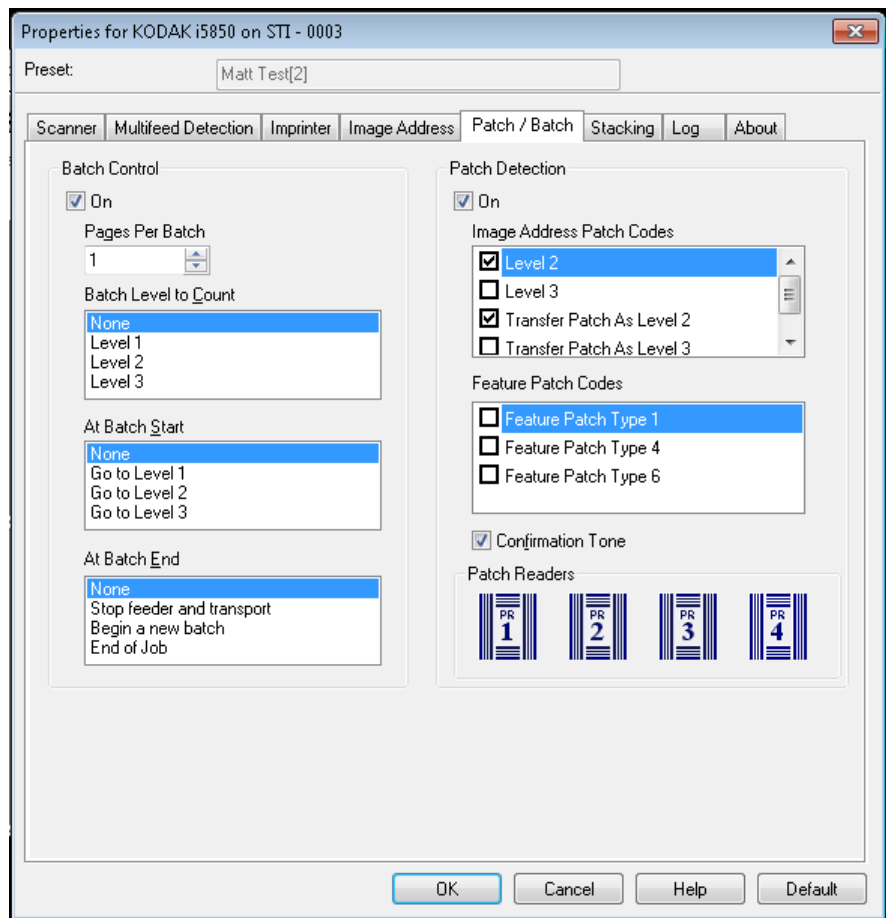 Properties for KODAK i5850 on STI - 0003
Preset:
Matt Test[2]
Scanner
Multifeed Detection
Imprinter
Image Address
Patch / Batch
Stacking
Log
About
Batch Control
On
Pages Per Batch
1
Batch Level to Count
None
Level 1
Level 2
Level 3
At Batch Start
None
Go to Level 1
Go to Level 2
Go to Level 3
At Batch End
None
Stop feeder and transport
Begin a new batch
End of Job
Patch Detection
On
Image Address Patch Codes
Level 2
Level 3
Transfer Patch As Level 2
Transfer Patch As Level 3
Feature Patch Codes
Feature Patch Type 1
Feature Patch Type 4
Feature Patch Type 6
Confirmation Tone
Patch Readers
PR
1
PR
2
PR
3
PR
4
OK
Cancel
Help
Default